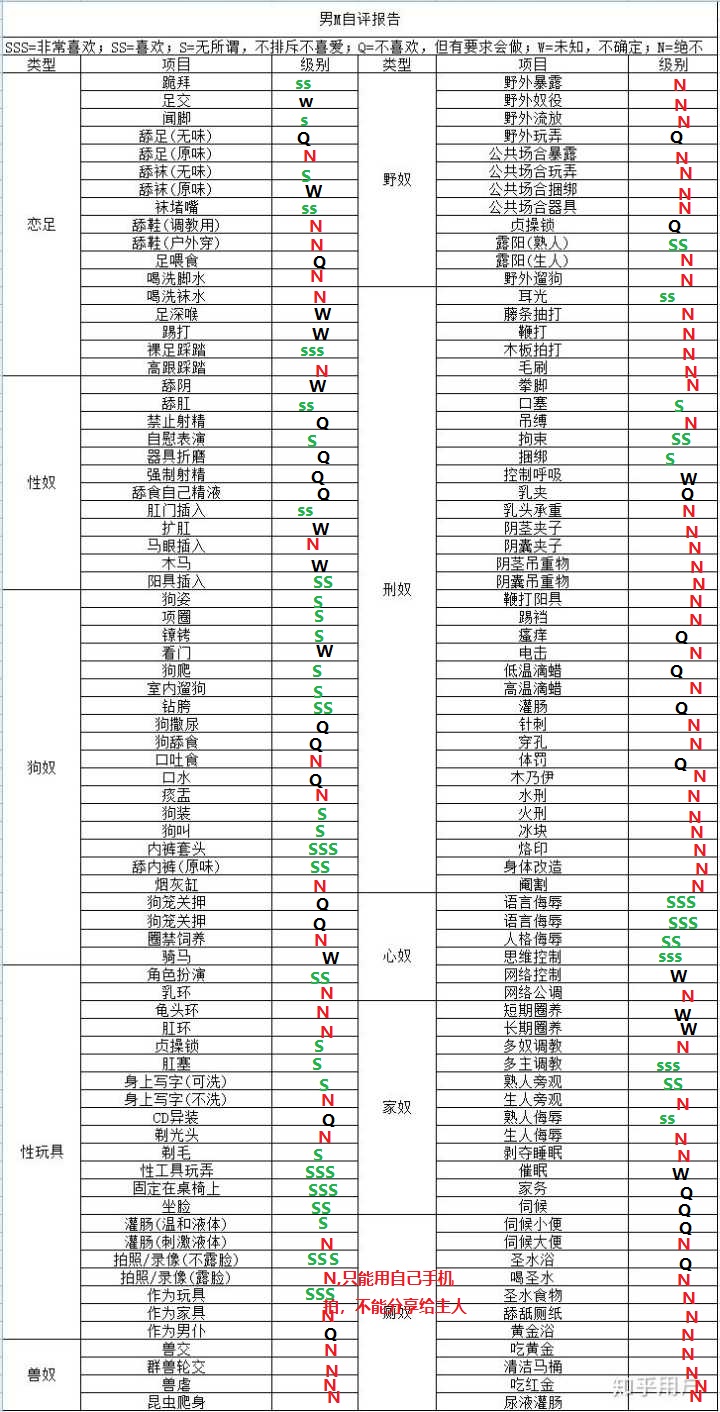 男M自评报告
SSS=非常喜欢; SS=喜欢; S=无所谓，不排斥不喜爱; Q=不喜欢，但有要求会做; W=未知，不确定; N=绝不
类型 项目 级别 类型 项目 级别
跪拜 ss 野外暴露 N
足交 w 野外奴役 N
闻脚 s 野外流放 N
舔足(无味) Q 野外玩弄 Q
舔足(原味) N 公共场合暴露 N
舔袜(无味) S 野奴 公共场合玩弄 N
舔袜(原味) W 公共场合捆绑 N
袜堵嘴 ss 公共场合器具 N
恋足 舔鞋(调教用) N 贞操锁 Q
舔鞋(户外穿) N 露阳(熟人) SS
足喂食 Q 露阳(生人) N
喝洗脚水 N 野外遛狗 N
喝洗袜水 N 耳光 ss
足深喉 W 藤条抽打 N
踢打 W 鞭打 N
裸足踩踏 sss 木板拍打 N
高跟踩踏 N 毛刷 N
舔阴 W 拳脚 N
舔肛 ss 口塞 S
禁止射精 Q 吊缚 N
自慰表演 S 拘束 SS
器具折磨 Q 捆绑 S
性奴 强制射精 Q 控制呼吸 W
舔食自己精液 Q 乳夹 Q
肛门插入 ss 乳头承重 N
扩肛 W 阴茎夹子 N
马眼插入 N 阴囊夹子 N
木马 W 阴茎吊重物 N
阳具插入 SS 阴囊吊重物 N
狗姿 S 刑奴 鞭打阳具 N
项圈 S 踢裆 N
镣铐 S 瘙痒 Q
看门 W 电击 N
狗爬 S 低温滴蜡 Q
室内遛狗 S 高温滴蜡 N
钻胯 SS 灌肠 Q
狗撒尿 Q 针刺 N
狗舔食 Q 穿孔 N
狗奴 口吐食 N 体罚 Q
口水 Q 木乃伊 N
痰盂 N 水刑 N
狗装 S 火刑 N
狗叫 S 冰块 N
内裤套头 SSS 烙印 N
舔内裤(原味) SS 身体改造 N
烟灰缸 N 阉割 N
狗笼关押 Q 语言侮辱 SSS
狗笼关押 Q 语言侮辱 SSS
圈禁饲养 N 人格侮辱 SS
骑马 W 心奴 思维控制 sss
角色扮演 SS 网络控制 W
乳环 N 网络公调 N
龟头环 N 短期圈养 W
肛环 N 长期圈养 W
贞操锁 S 多奴调教 N
肛塞 S 多主调教 sss
身上写字(可洗) S 熟人旁观 SS
身上写字(不洗) N 家奴 生人旁观 N
CD异装 Q 熟人侮辱 ss
剃光头 N 生人侮辱 N
性玩具 剃毛 S 剥夺睡眠 N
性工具玩弄 SSS 催眠 W
固定在桌椅上 SSS 家务 Q
坐脸 SS 伺候 Q
灌肠(温和液体) S 伺候小便 Q
灌肠(刺激液体) N 伺候大便 N
拍照/录像(不露脸) SSS 圣水浴 Q
拍照/录像(露脸) N,只能用自己手机 喝圣水 N
作为玩具 SSS 拍，不能分享给主人 圣水食物 N
作为家具 N 厕奴 舔舐厕纸 N
作为男仆 Q 黄金浴 N
兽交 N 吃黄金 N
群兽轮交 N 清洁马桶 N
兽奴 兽虐 N 吃红金 N
昆虫爬身 N 尿液灌肠 N
知乎用户